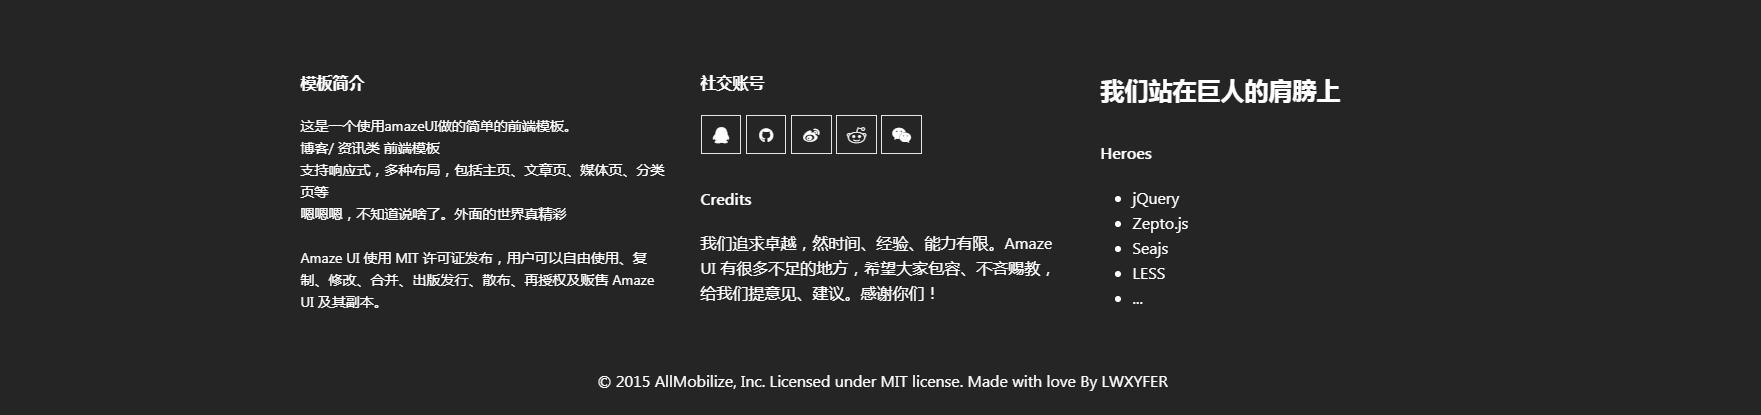 模板简介
这是一个使用amazeUI做的简单的前端模板。
博客/ 资讯类 前端模板
支持响应式，多种布局，包括主页、文章页、媒体页、分类
页等
嗯嗯嗯，不知道说啥了。外面的世界真精彩
Amaze UI 使用 MIT 许可证发布，用户可以自由使用、复
制、修改、合并、出版发行、散布、再授权及贩售 Amaze
UI 及其副本。
社交账号
Credits
我们追求卓越，然时间、经验、能力有限。Amaze
UI 有很多不足的地方，希望大家包容、不吝赐教，
给我们提意见、建议。感谢你们！
我们站在巨人的肩膀上
Heroes
jQuery
Zepto.js
Seajs
LESS
...
© 2015 AllMobilize, Inc. Licensed under MIT license. Made with love By LWXYFER